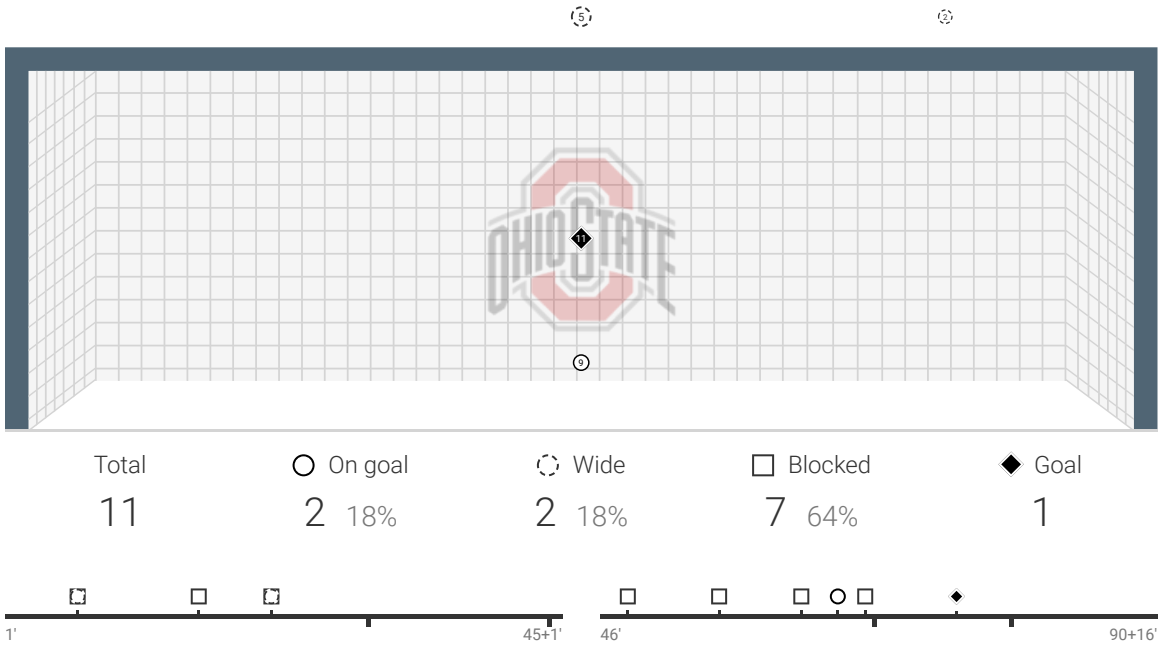 5
2
OHIO STATE
11
9
Total
On goal
Wide
Blocked
Goal
11
2 18%
2 18%
7 64%
1
1'
45+1'
46'
90+16'